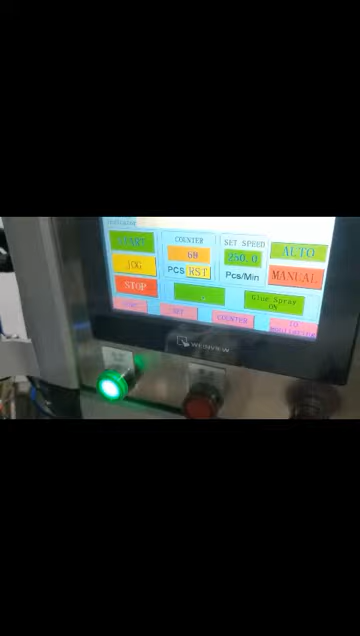 START
COUNTER
SET SPEED
AUTO
60
250.0
JOG
PCS RST
Pcs/Min
MANUAL
STOP
Glue Spray
ON
SET
COUNTER
WEINVIEW